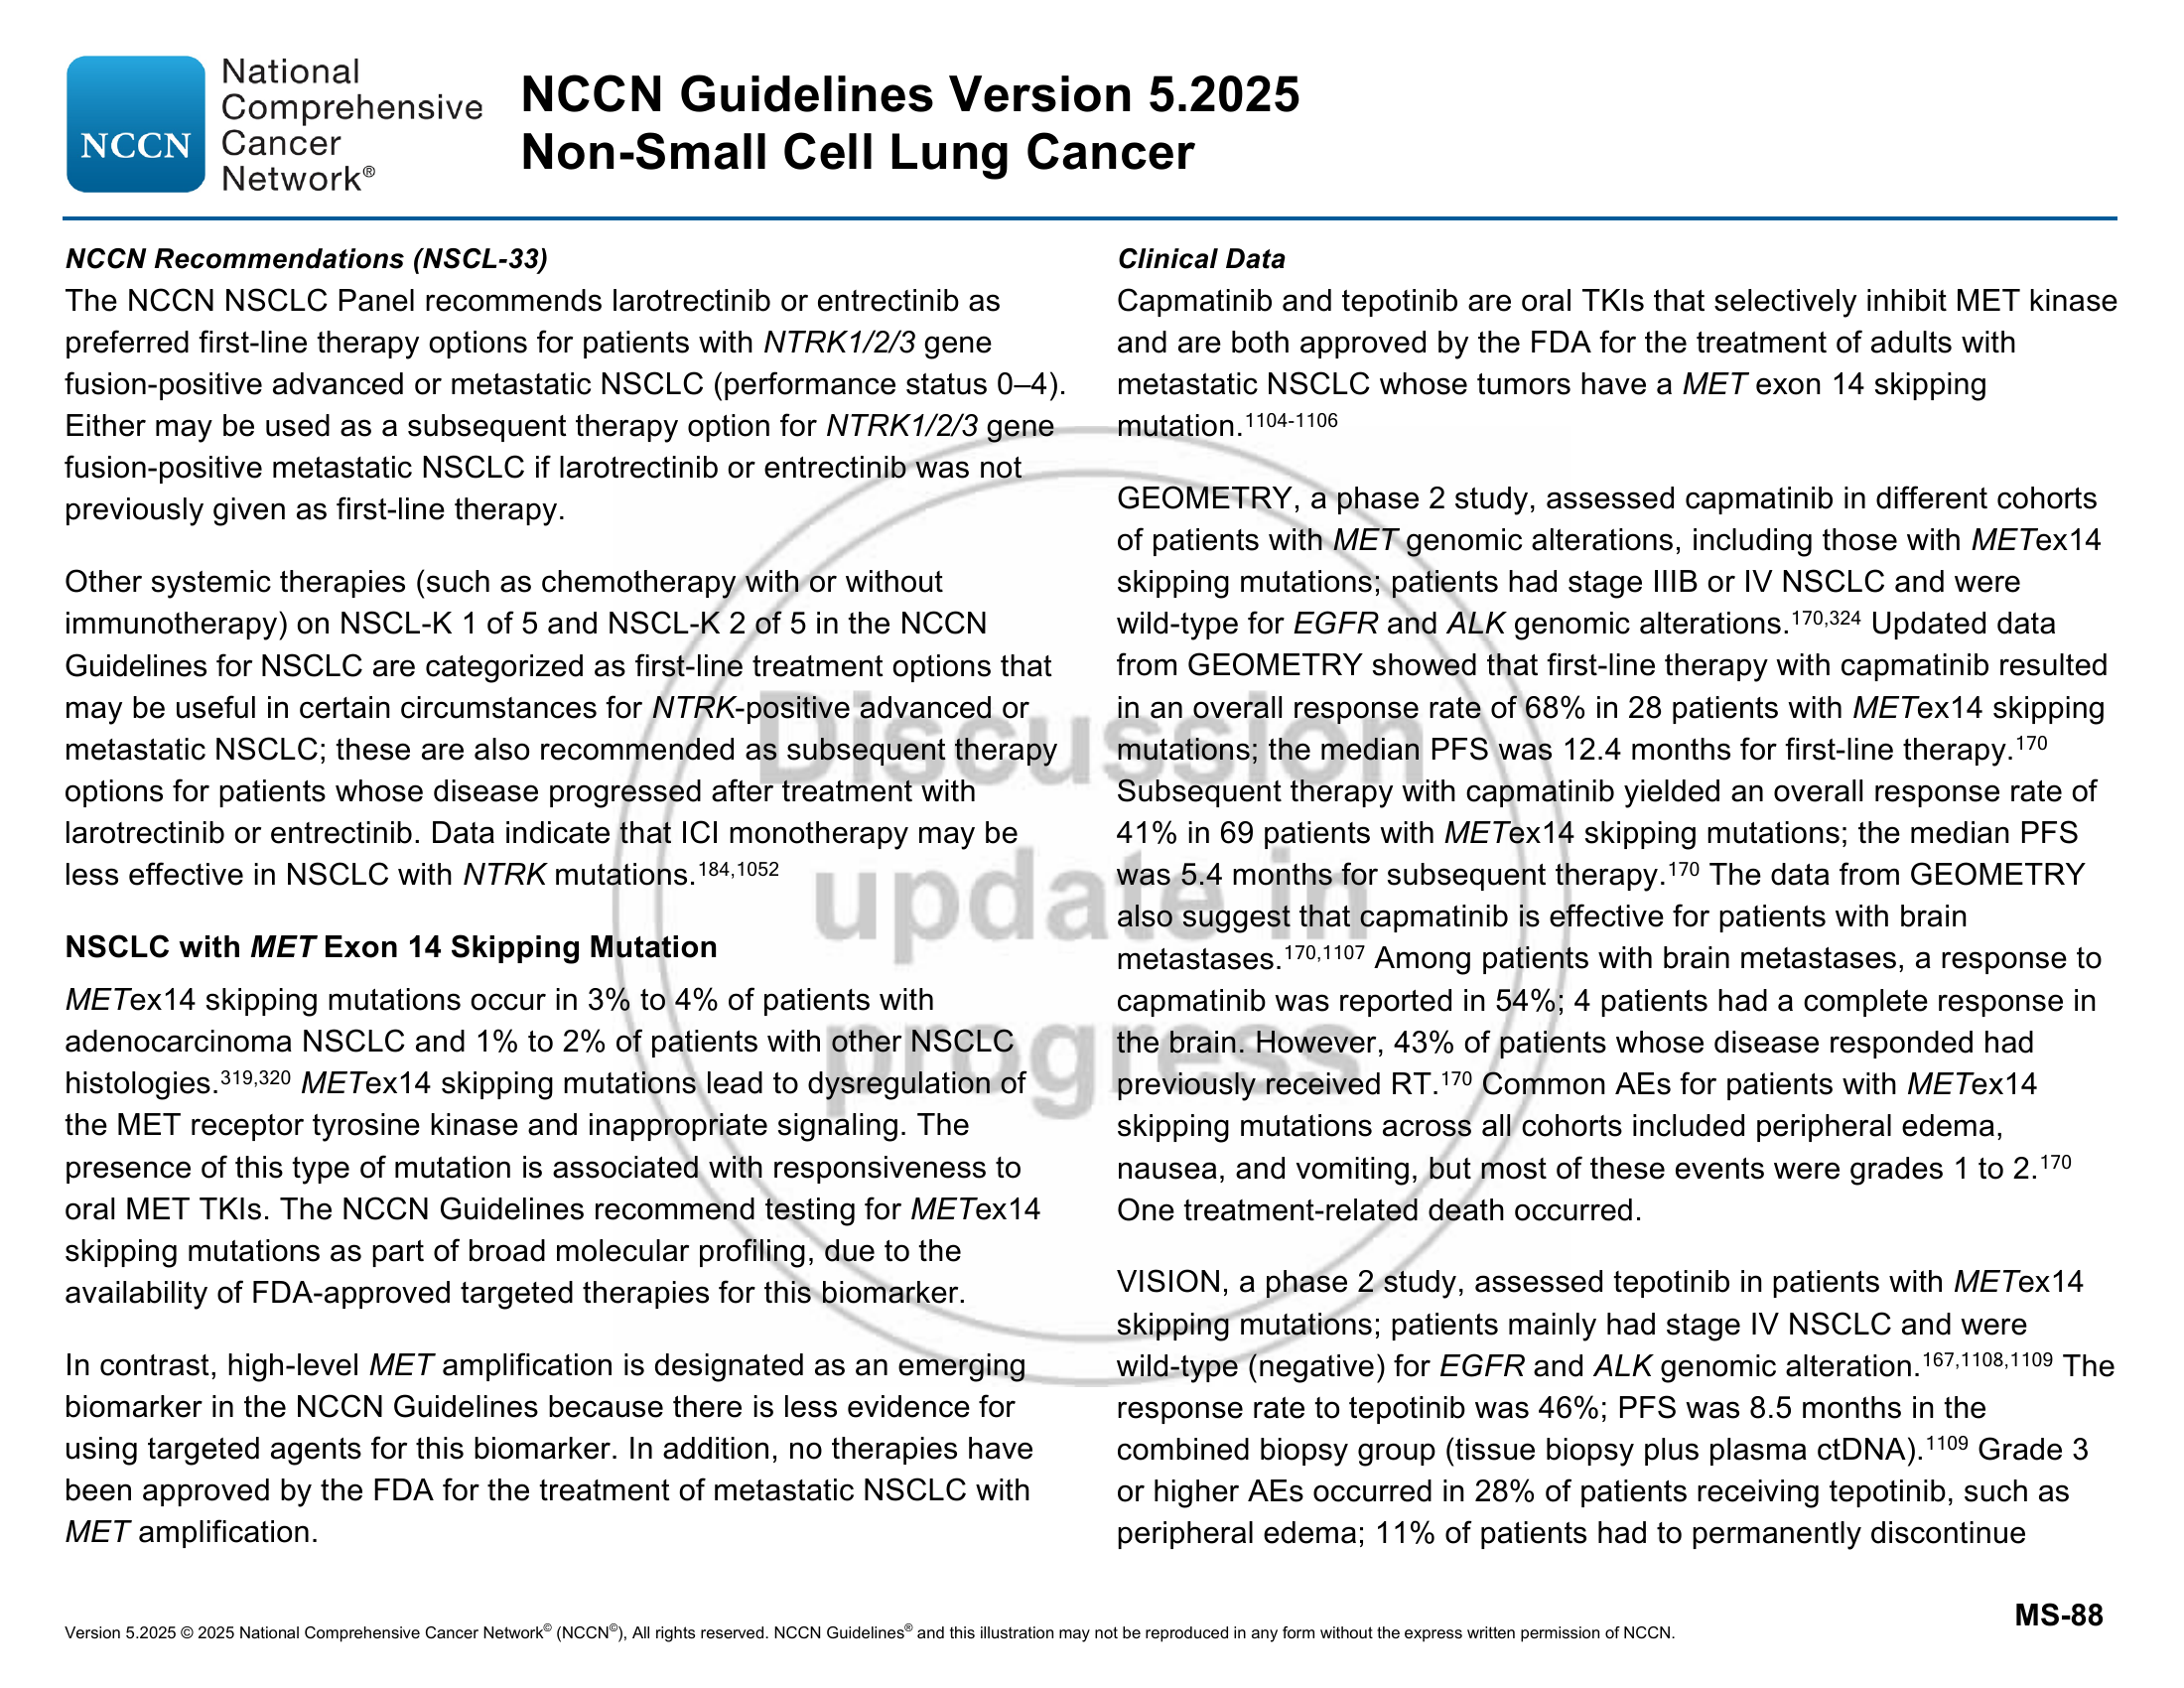 National
Comprehensive
NCCN Cancer
Network®
NCCN Guidelines Version 5.2025
Non-Small Cell Lung Cancer
NCCN Recommendations (NSCL-33)
The NCCN NSCLC Panel recommends larotrectinib or entrectinib as
preferred first-line therapy options for patients with NTRK1/2/3 gene
fusion-positive advanced or metastatic NSCLC (performance status 0–4).
Either may be used as a subsequent therapy option for NTRK1/2/3 gene
fusion-positive metastatic NSCLC if larotrectinib or entrectinib was not
previously given as first-line therapy.
Other systemic therapies (such as chemotherapy with or without
immunotherapy) on NSCL-K 1 of 5 and NSCL-K 2 of 5 in the NCCN
Guidelines for NSCLC are categorized as first-line treatment options that
may be useful in certain circumstances for NTRK-positive advanced or
metastatic NSCLC; these are also recommended as subsequent therapy
options for patients whose disease progressed after treatment with
larotrectinib or entrectinib. Data indicate that ICI monotherapy may be
less effective in NSCLC with NTRK mutations.184,1052
NSCLC with MET Exon 14 Skipping Mutation
METex14 skipping mutations occur in 3% to 4% of patients with
adenocarcinoma NSCLC and 1% to 2% of patients with other NSCLC
histologies.319,320 METex14 skipping mutations lead to dysregulation of
the MET receptor tyrosine kinase and inappropriate signaling. The
presence of this type of mutation is associated with responsiveness to
oral MET TKIs. The NCCN Guidelines recommend testing for METex14
skipping mutations as part of broad molecular profiling, due to the
availability of FDA-approved targeted therapies for this biomarker.
In contrast, high-level MET amplification is designated as an emerging
biomarker in the NCCN Guidelines because there is less evidence for
using targeted agents for this biomarker. In addition, no therapies have
been approved by the FDA for the treatment of metastatic NSCLC with
MET amplification.
Clinical Data
Capmatinib and tepotinib are oral TKIs that selectively inhibit MET kinase
and are both approved by the FDA for the treatment of adults with
metastatic NSCLC whose tumors have a MET exon 14 skipping
mutation.1104-1106
GEOMETRY, a phase 2 study, assessed capmatinib in different cohorts
of patients with MET genomic alterations, including those with METex14
skipping mutations; patients had stage IIIB or IV NSCLC and were
wild-type for EGFR and ALK genomic alterations.170,324 Updated data
from GEOMETRY showed that first-line therapy with capmatinib resulted
in an overall response rate of 68% in 28 patients with METex14 skipping
mutations; the median PFS was 12.4 months for first-line therapy.170
Subsequent therapy with capmatinib yielded an overall response rate of
41% in 69 patients with METex14 skipping mutations; the median PFS
was 5.4 months for subsequent therapy.170 The data from GEOMETRY
also suggest that capmatinib is effective for patients with brain
metastases.170,1107 Among patients with brain metastases, a response to
capmatinib was reported in 54%; 4 patients had a complete response in
the brain. However, 43% of patients whose disease responded had
previously received RT.170 Common AEs for patients with METex14
skipping mutations across all cohorts included peripheral edema,
nausea, and vomiting, but most of these events were grades 1 to 2.170
One treatment-related death occurred.
VISION, a phase 2 study, assessed tepotinib in patients with METex14
skipping mutations; patients mainly had stage IV NSCLC and were
wild-type (negative) for EGFR and ALK genomic alteration.167,1108,1109 The
response rate to tepotinib was 46%; PFS was 8.5 months in the
combined biopsy group (tissue biopsy plus plasma ctDNA).1109 Grade 3
or higher AEs occurred in 28% of patients receiving tepotinib, such as
peripheral edema; 11% of patients had to permanently discontinue
Discussion
update in
progress
MS-88
Version 5.2025 © 2025 National Comprehensive Cancer Network© (NCCN©), All rights reserved. NCCN Guidelines® and this illustration may not be reproduced in any form without the express written permission of NCCN.